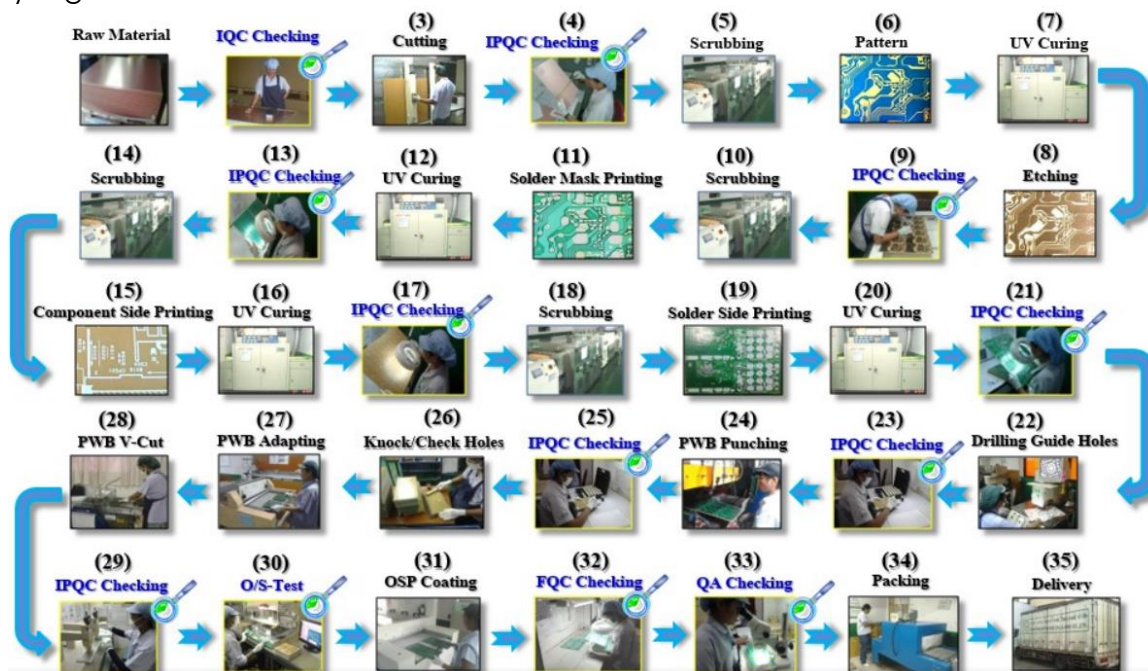 Raw Material
IQC Checking
(3)
Cutting
(4)
IPQC Checking
(5)
Scrubbing
(6)
Pattern
(7)
UV Curing
(8)
Etching
(9)
IPQC Checking
(10)
Scrubbing
(11)
Solder Mask Printing
(12)
UV Curing
(13)
IPQC Checking
(14)
Scrubbing
(15)
Component Side Printing
(16)
UV Curing
(17)
IPQC Checking
(18)
Scrubbing
(19)
Solder Side Printing
(20)
UV Curing
(21)
IPQC Checking
(22)
Drilling Guide Holes
(23)
IPQC Checking
(24)
PWB Punching
(25)
IPQC Checking
(26)
Knock/Check Holes
(27)
PWB Adapting
(28)
PWB V-Cut
(29)
IPQC Checking
(30)
O/S-Test
(31)
OSP Coating
(32)
FQC Checking
(33)
QA Checking
(34)
Packing
(35)
Delivery